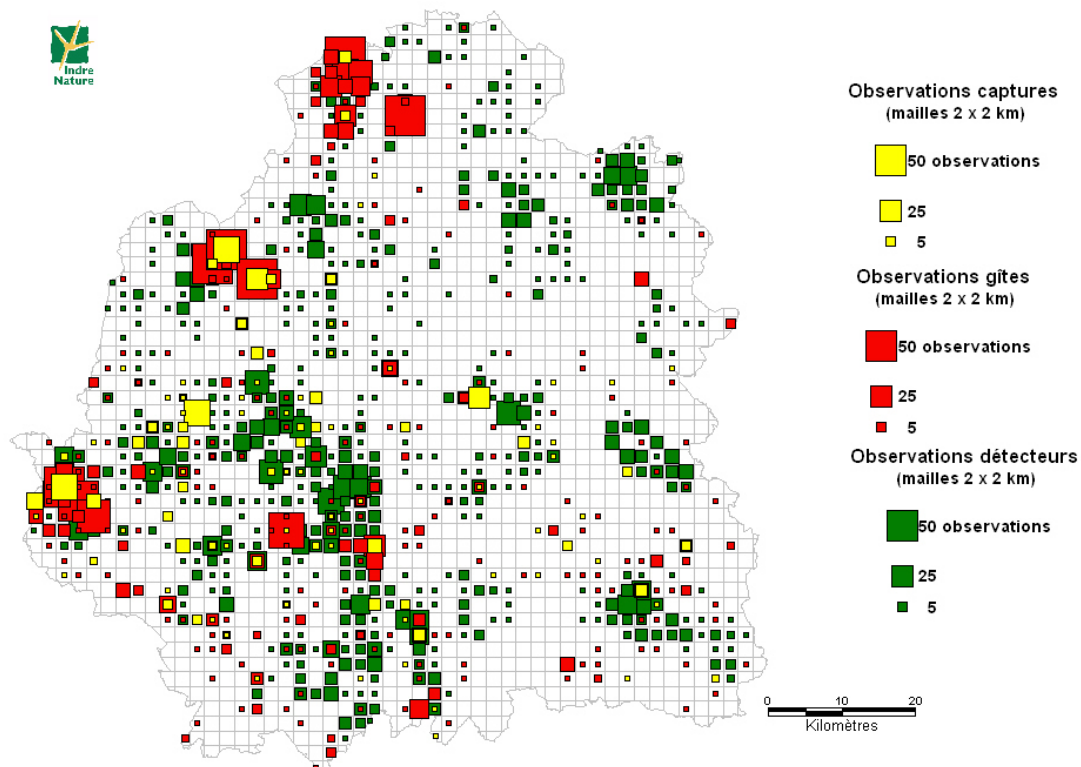 Indre
Nature
Observations captures
(mailles 2 x 2 km)
50 observations
25
5
Observations gîtes
(mailles 2 x 2 km)
50 observations
25
5
Observations détecteurs
(mailles 2 x 2 km)
50 observations
25
5
0 10 20
Kilomètres